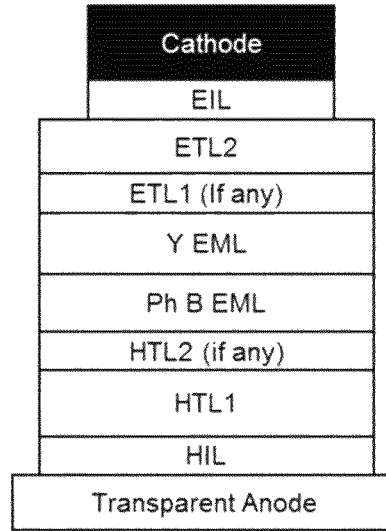 Cathode
EIL
ETL2
ETL1 (If any)
Y EML
Ph B EML
HTL2 (if any)
HTL1
HIL
Transparent Anode